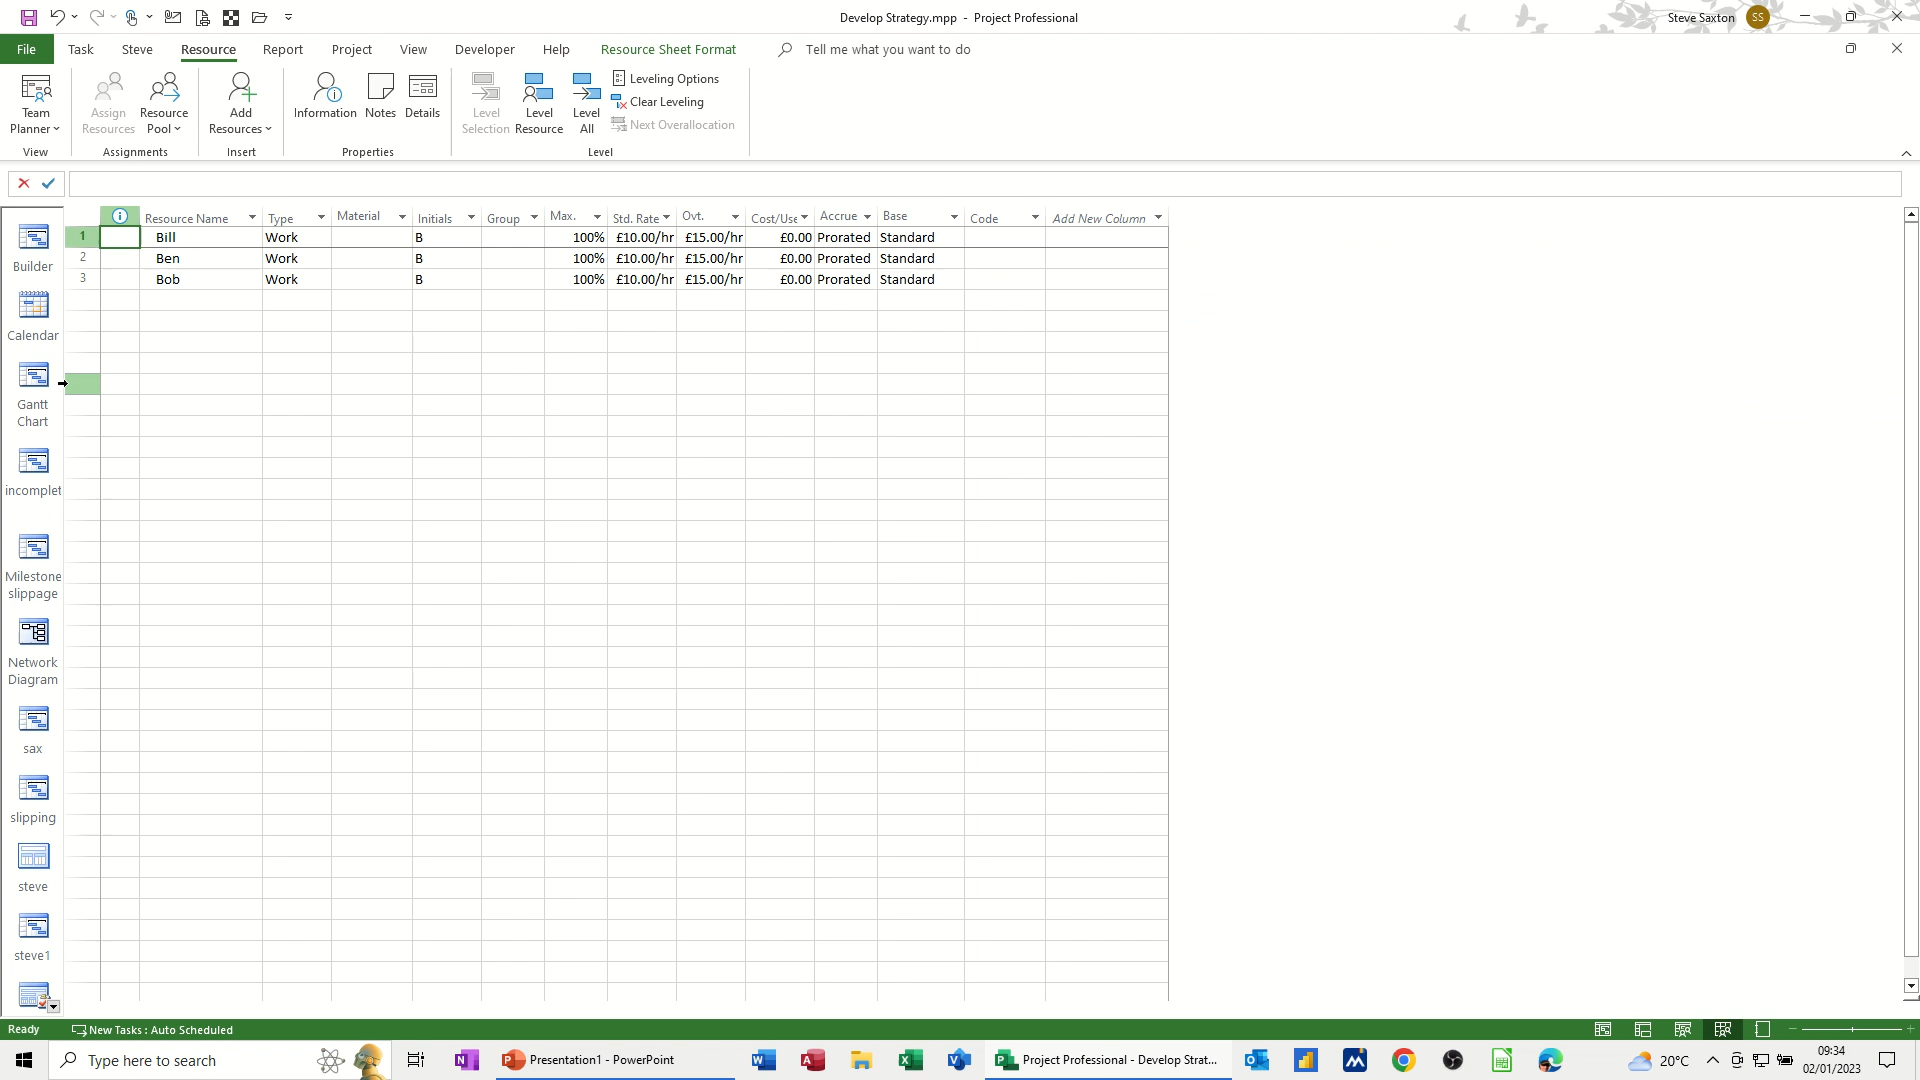 Develop Strategy.mpp - Project Professional
Steve Saxton SS
File Task Steve Resource Report Project View Developer Help Resource Sheet Format Tell me what you want to do
Team Planner
View
Assign Resources
Resource Pool
Assignments
Add Resources
Insert
Information
Notes
Details
Properties
Level Selection
Level Resource
Level All
Leveling Options
Clear Leveling
Next Overallocation
Level
Resource Name Type Material Initials Group Max. Std. Rate Ovt. Cost/Use Accrue Base Code Add New Column
1 Bill Work B 100% £10.00/hr £15.00/hr £0.00 Prorated Standard
2 Ben Work B 100% £10.00/hr £15.00/hr £0.00 Prorated Standard
3 Bob Work B 100% £10.00/hr £15.00/hr £0.00 Prorated Standard
Builder
Calendar
Gantt
Chart
incomplet
Milestone
slippage
Network
Diagram
sax
slipping
steve
steve1
Ready New Tasks : Auto Scheduled
Type here to search
Presentation1 - PowerPoint
Project Professional - Develop Strat...
20°C
09:34
02/01/2023